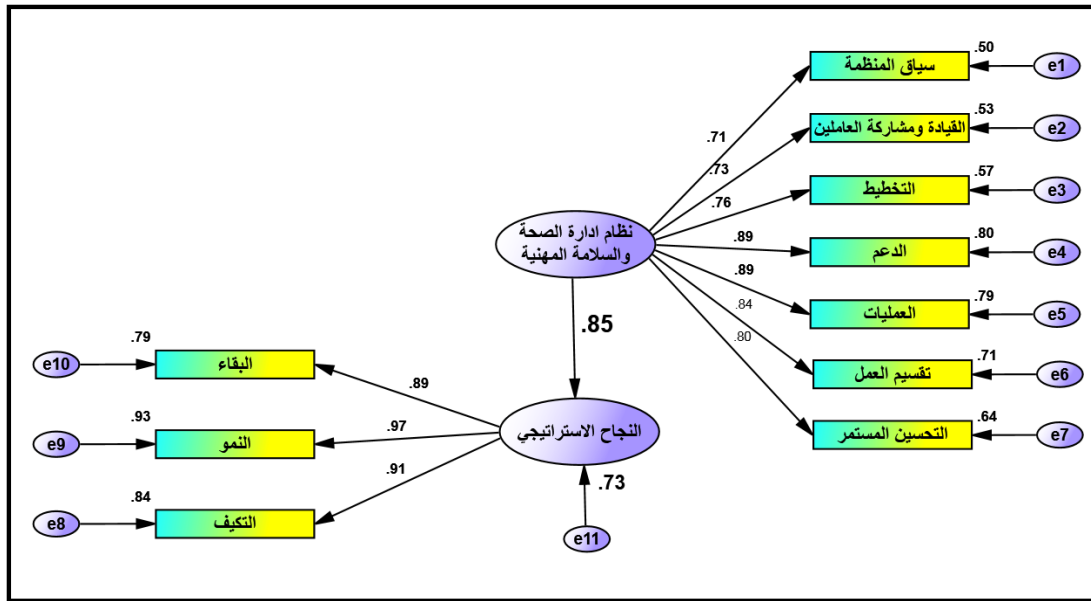 .50
سياق المنظمة
e1
.53
القيادة ومشاركة العاملين
e2
.57
التخطيط
e3
.80
الدعم
e4
.79
العمليات
e5
.71
تقسيم العمل
e6
.64
التحسين المستمر
e7
.71
.73
.76
.89
.89
.84
.80
نظام ادارة الصحة
والسلامة المهنية
.85
النجاح الاستراتيجي
.73
e11
.89
.97
.91
.79
البقاء
e10
.93
النمو
e9
.84
التكيف
e8